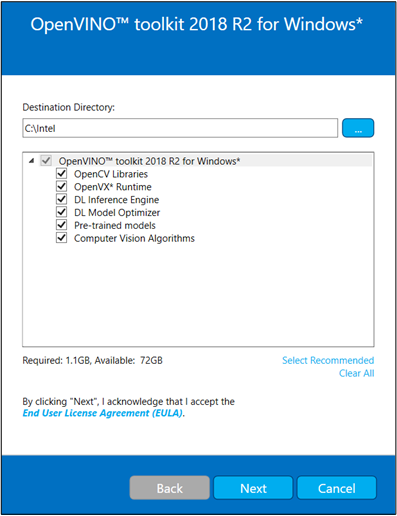 OpenVINO™ toolkit 2018 R2 for Windows*
Destination Directory:
C:\Intel
...
OpenVINO™ toolkit 2018 R2 for Windows*
OpenCV Libraries
OpenVX* Runtime
DL Inference Engine
DL Model Optimizer
Pre-trained models
Computer Vision Algorithms
Required: 1.1GB, Available: 72GB
Select Recommended
Clear All
By clicking "Next", I acknowledge that I accept the
End User License Agreement (EULA).
Back
Next
Cancel